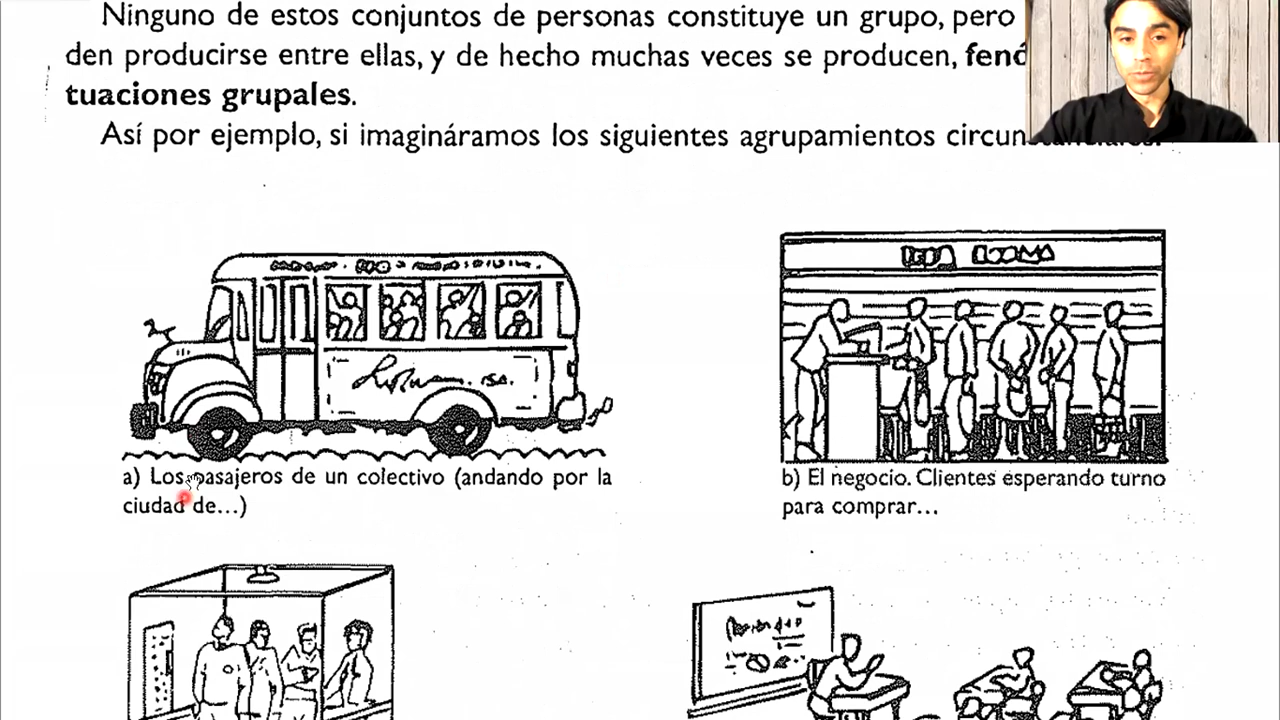 Ninguno de estos conjuntos de personas constituye un grupo, pero
den producirse entre ellas, y de hecho muchas veces se producen, fenó
tuaciones grupales.
Así por ejemplo, si imagináramos los siguientes agrupamientos circunstanciales:
a) Los pasajeros de un colectivo (andando por la
ciudad de...)
b) El negocio. Clientes esperando turno
para comprar...